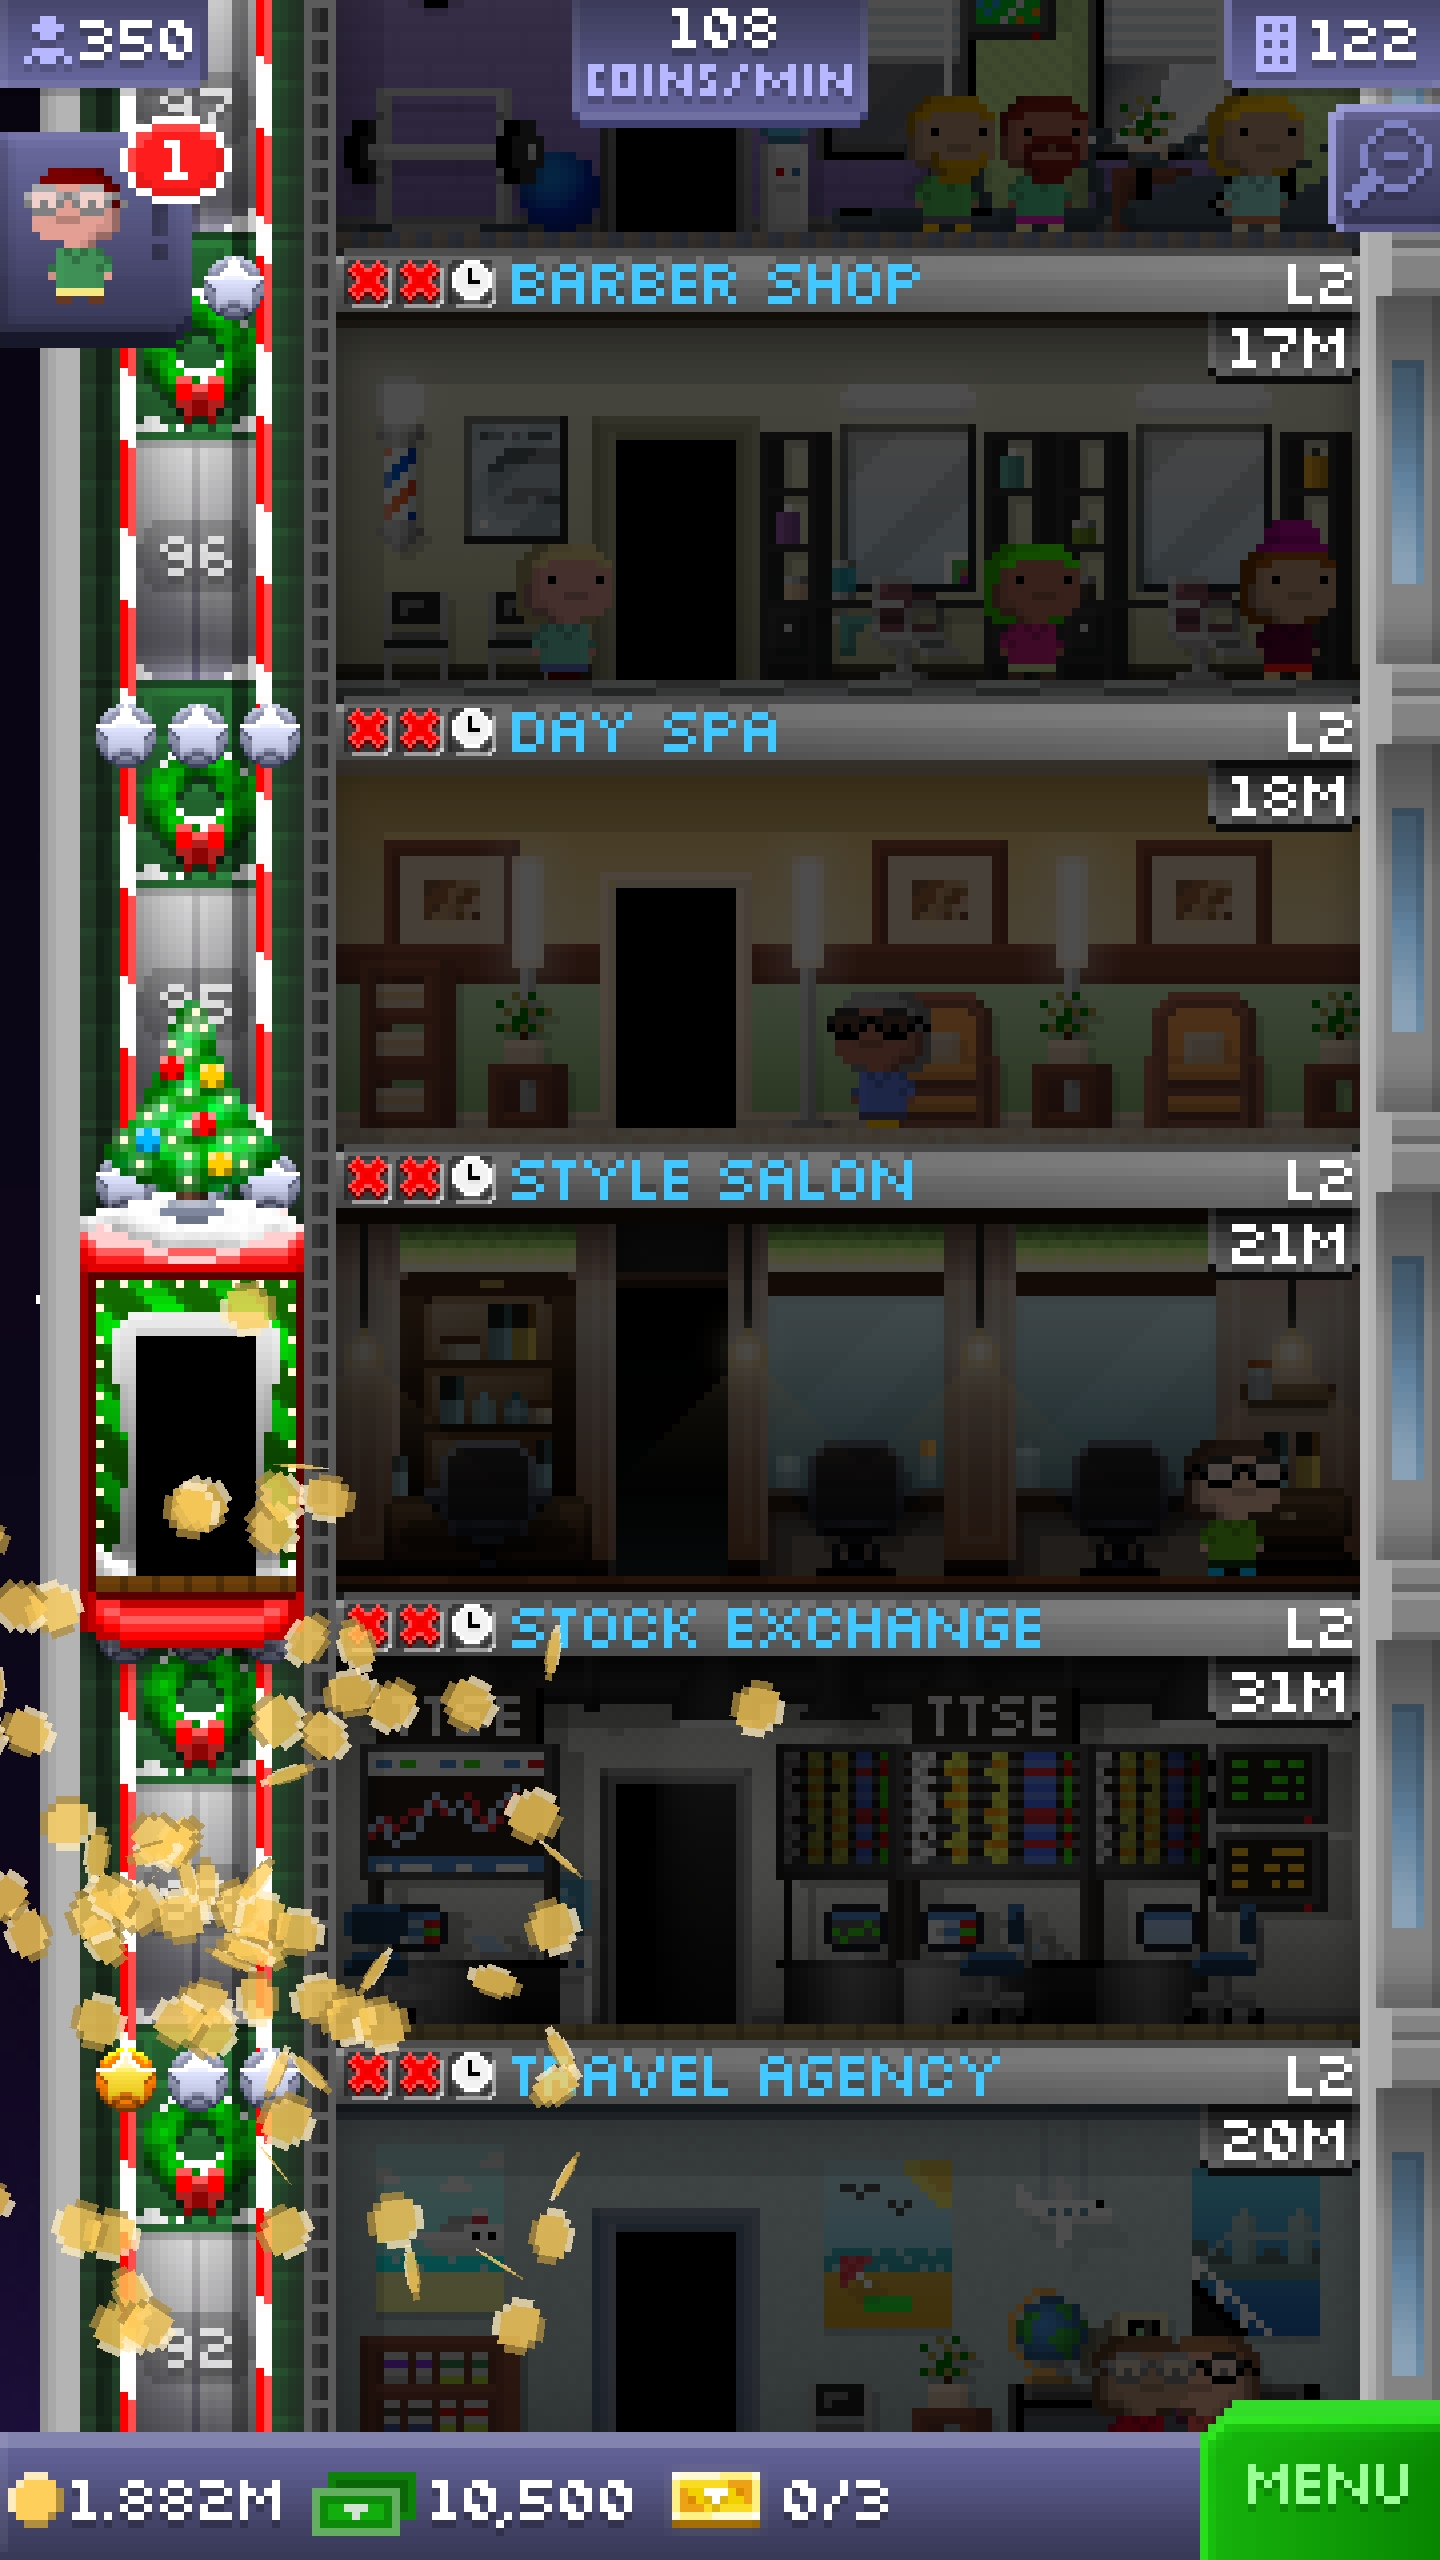 350
108
COINS/MIN
122
97
1
BARBER SHOP
L2
17M
96
DAY SPA
L2
18M
95
STYLE SALON
L2
21M
STOCK EXCHANGE
L2
31M
TTSE
TTSE
TRAVEL AGENCY
L2
20M
92
1.882M
10,500
0/3
MENU